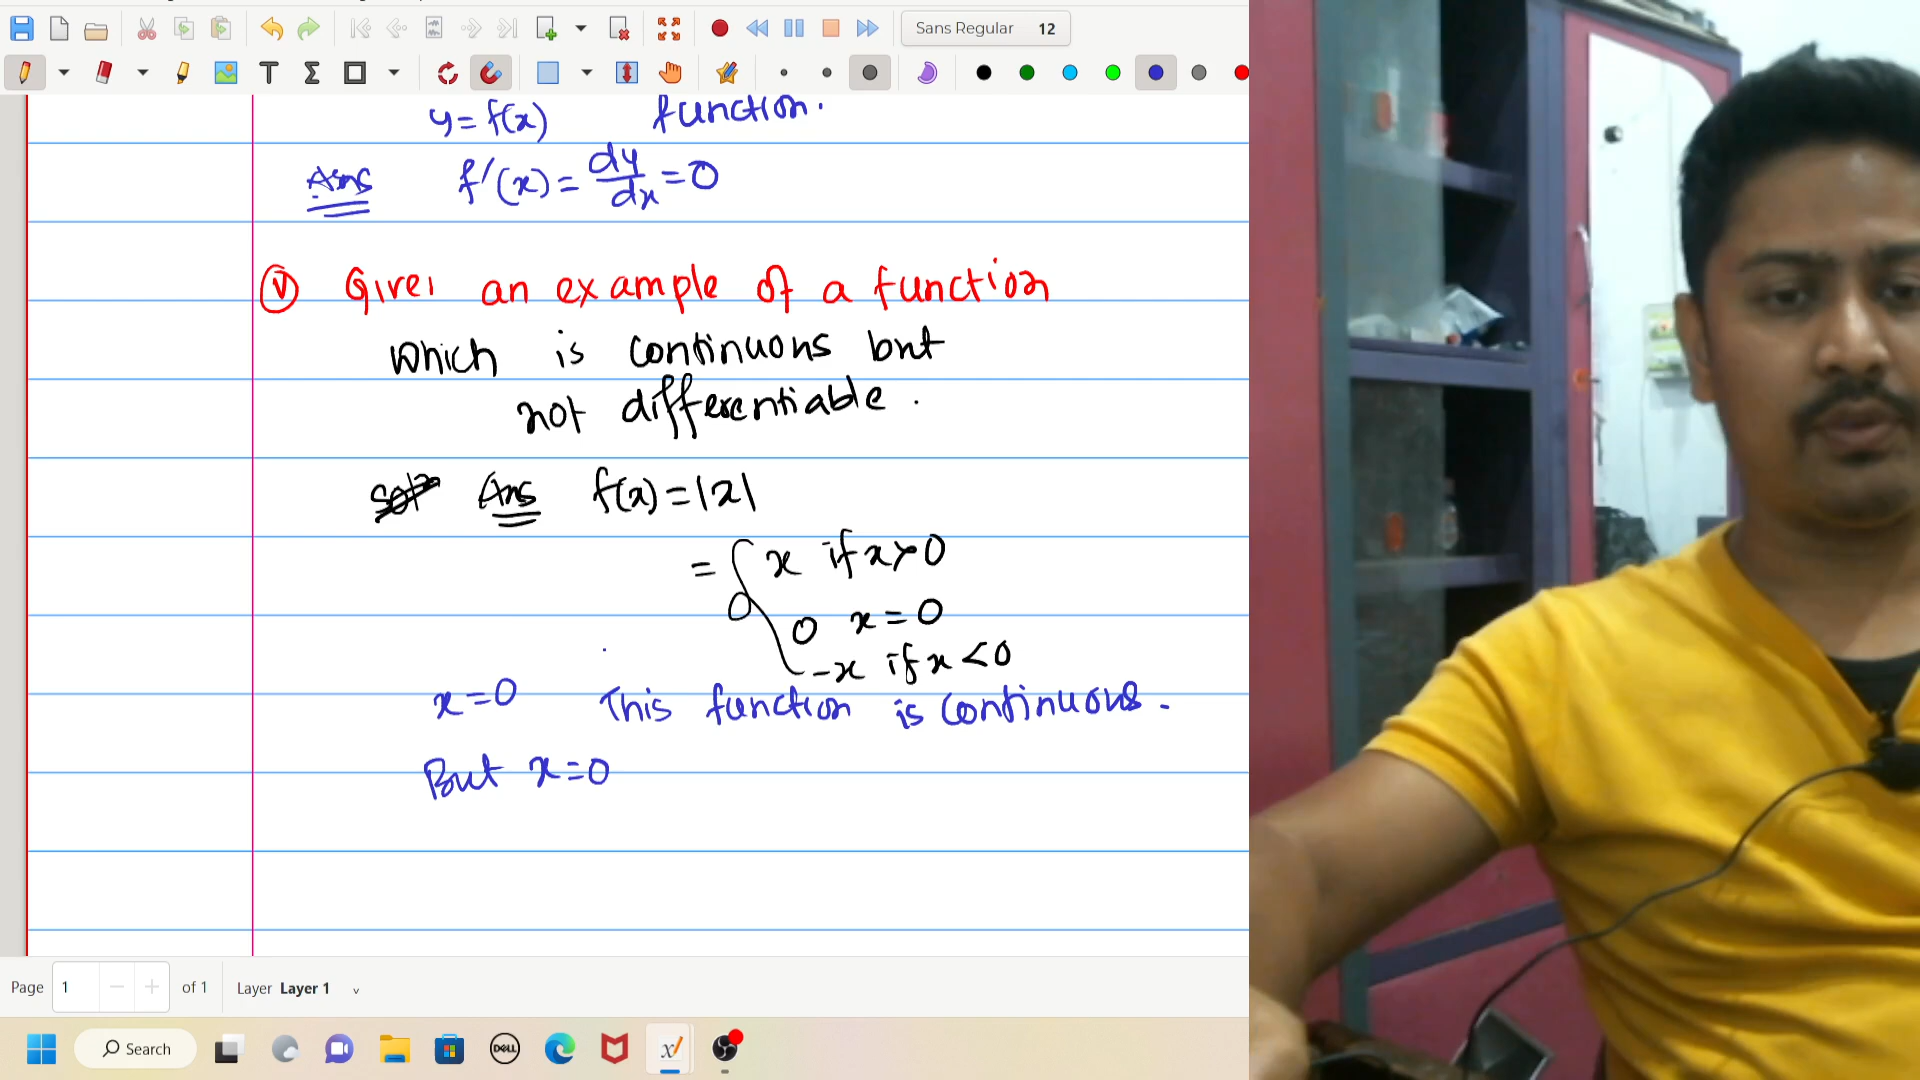 Sans Regular 12
y=f(x) function.
Ans f'(x)=dy/dx=0
(V) Give an example of a function
which is continuous but
not differentiable.
Ans f(x)=|x|
= { x if x>0
0 x=0
-x if x<0
x=0 This function is continuous.
But x=0
Page 1 of 1 Layer Layer 1
Search
DELL